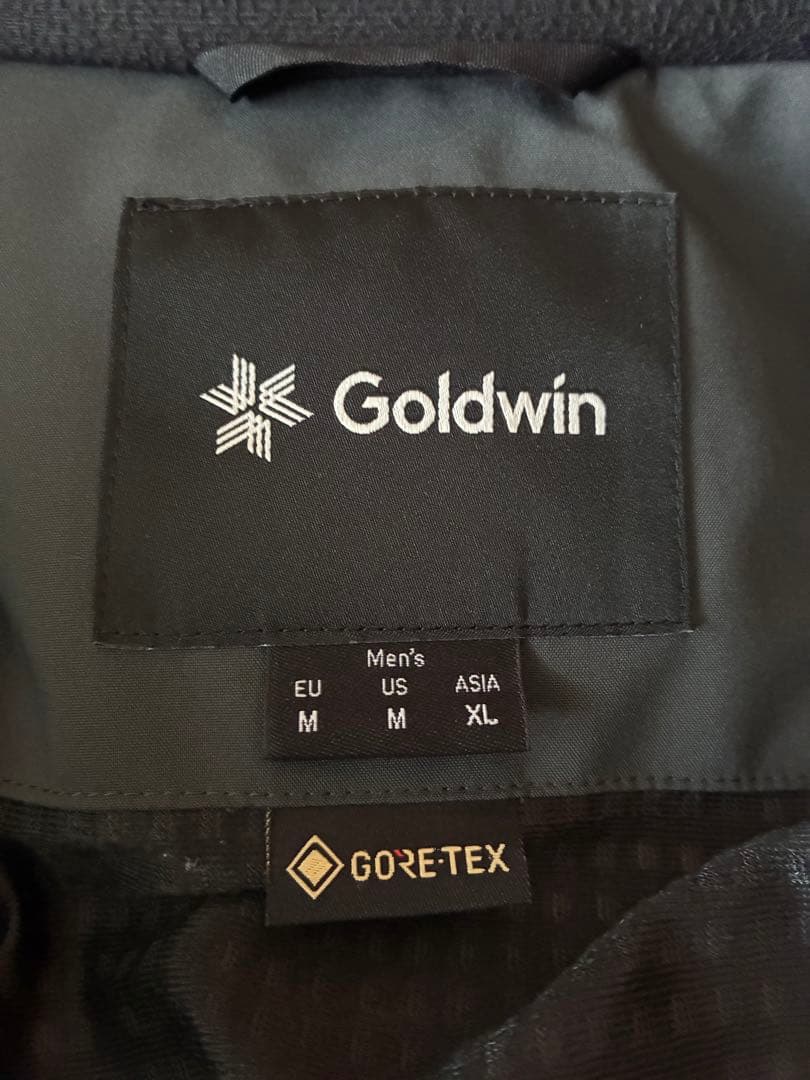 Goldwin
Men's
EU US ASIA
M M XL
GORE-TEX